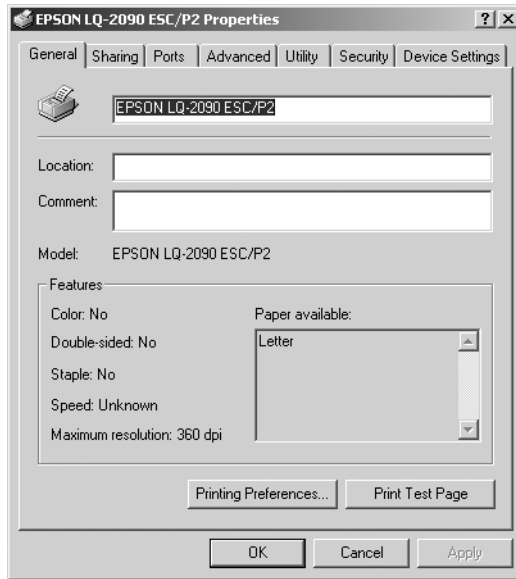 EPSON LQ-2090 ESC/P2 Properties
General Sharing Ports Advanced Utility Security Device Settings
EPSON LQ-2090 ESC/P2
Location:
Comment:
Model: EPSON LQ-2090 ESC/P2
Features
Color: No
Paper available:
Double-sided: No
Letter
Staple: No
Speed: Unknown
Maximum resolution: 360 dpi
Printing Preferences... Print Test Page
OK Cancel Apply